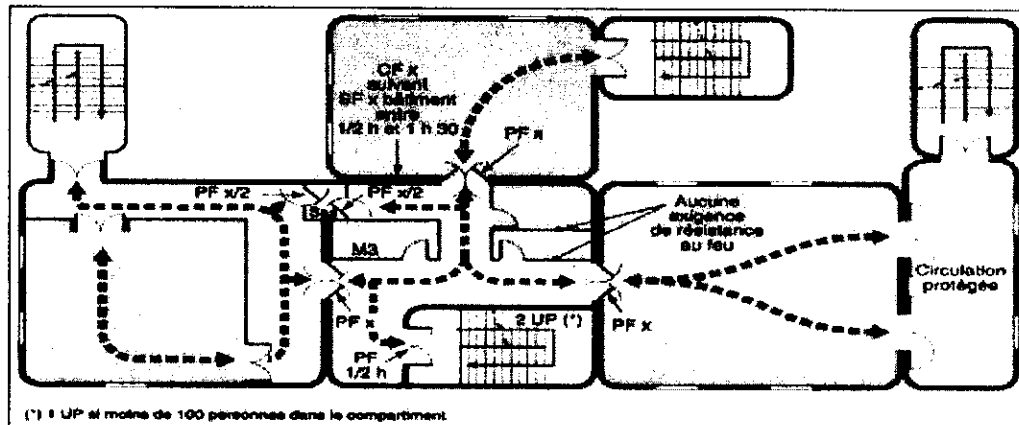 CF x
suivant
SF x bâtiment
entre
1/2 h et 1 h 30
PF x
PF x/2
PF x/2
Aucune
exigence
de résistance
au feu
M3
Circulation
protégée
PF x
2 UP (*)
PF x
PF
1/2 h
(*) 1 UP si moins de 100 personnes dans le compartiment